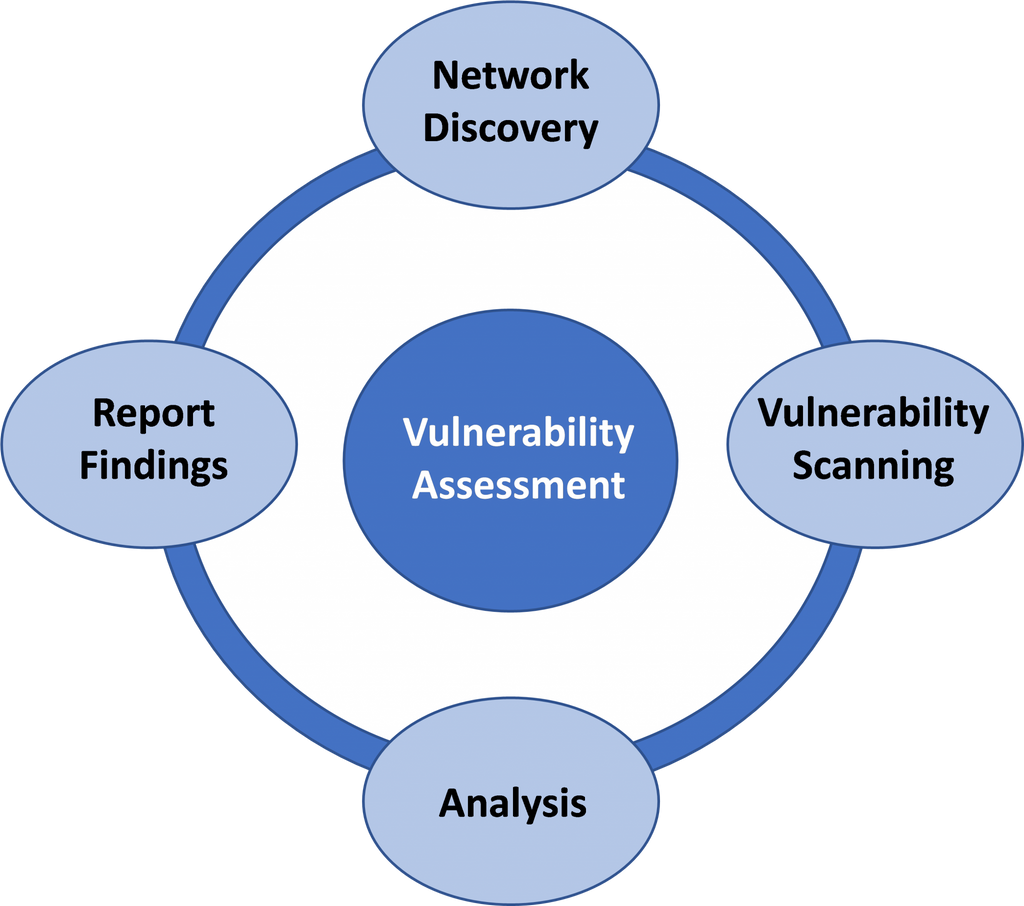 Network
Discovery
Report
Findings
Vulnerability
Assessment
Vulnerability
Scanning
Analysis